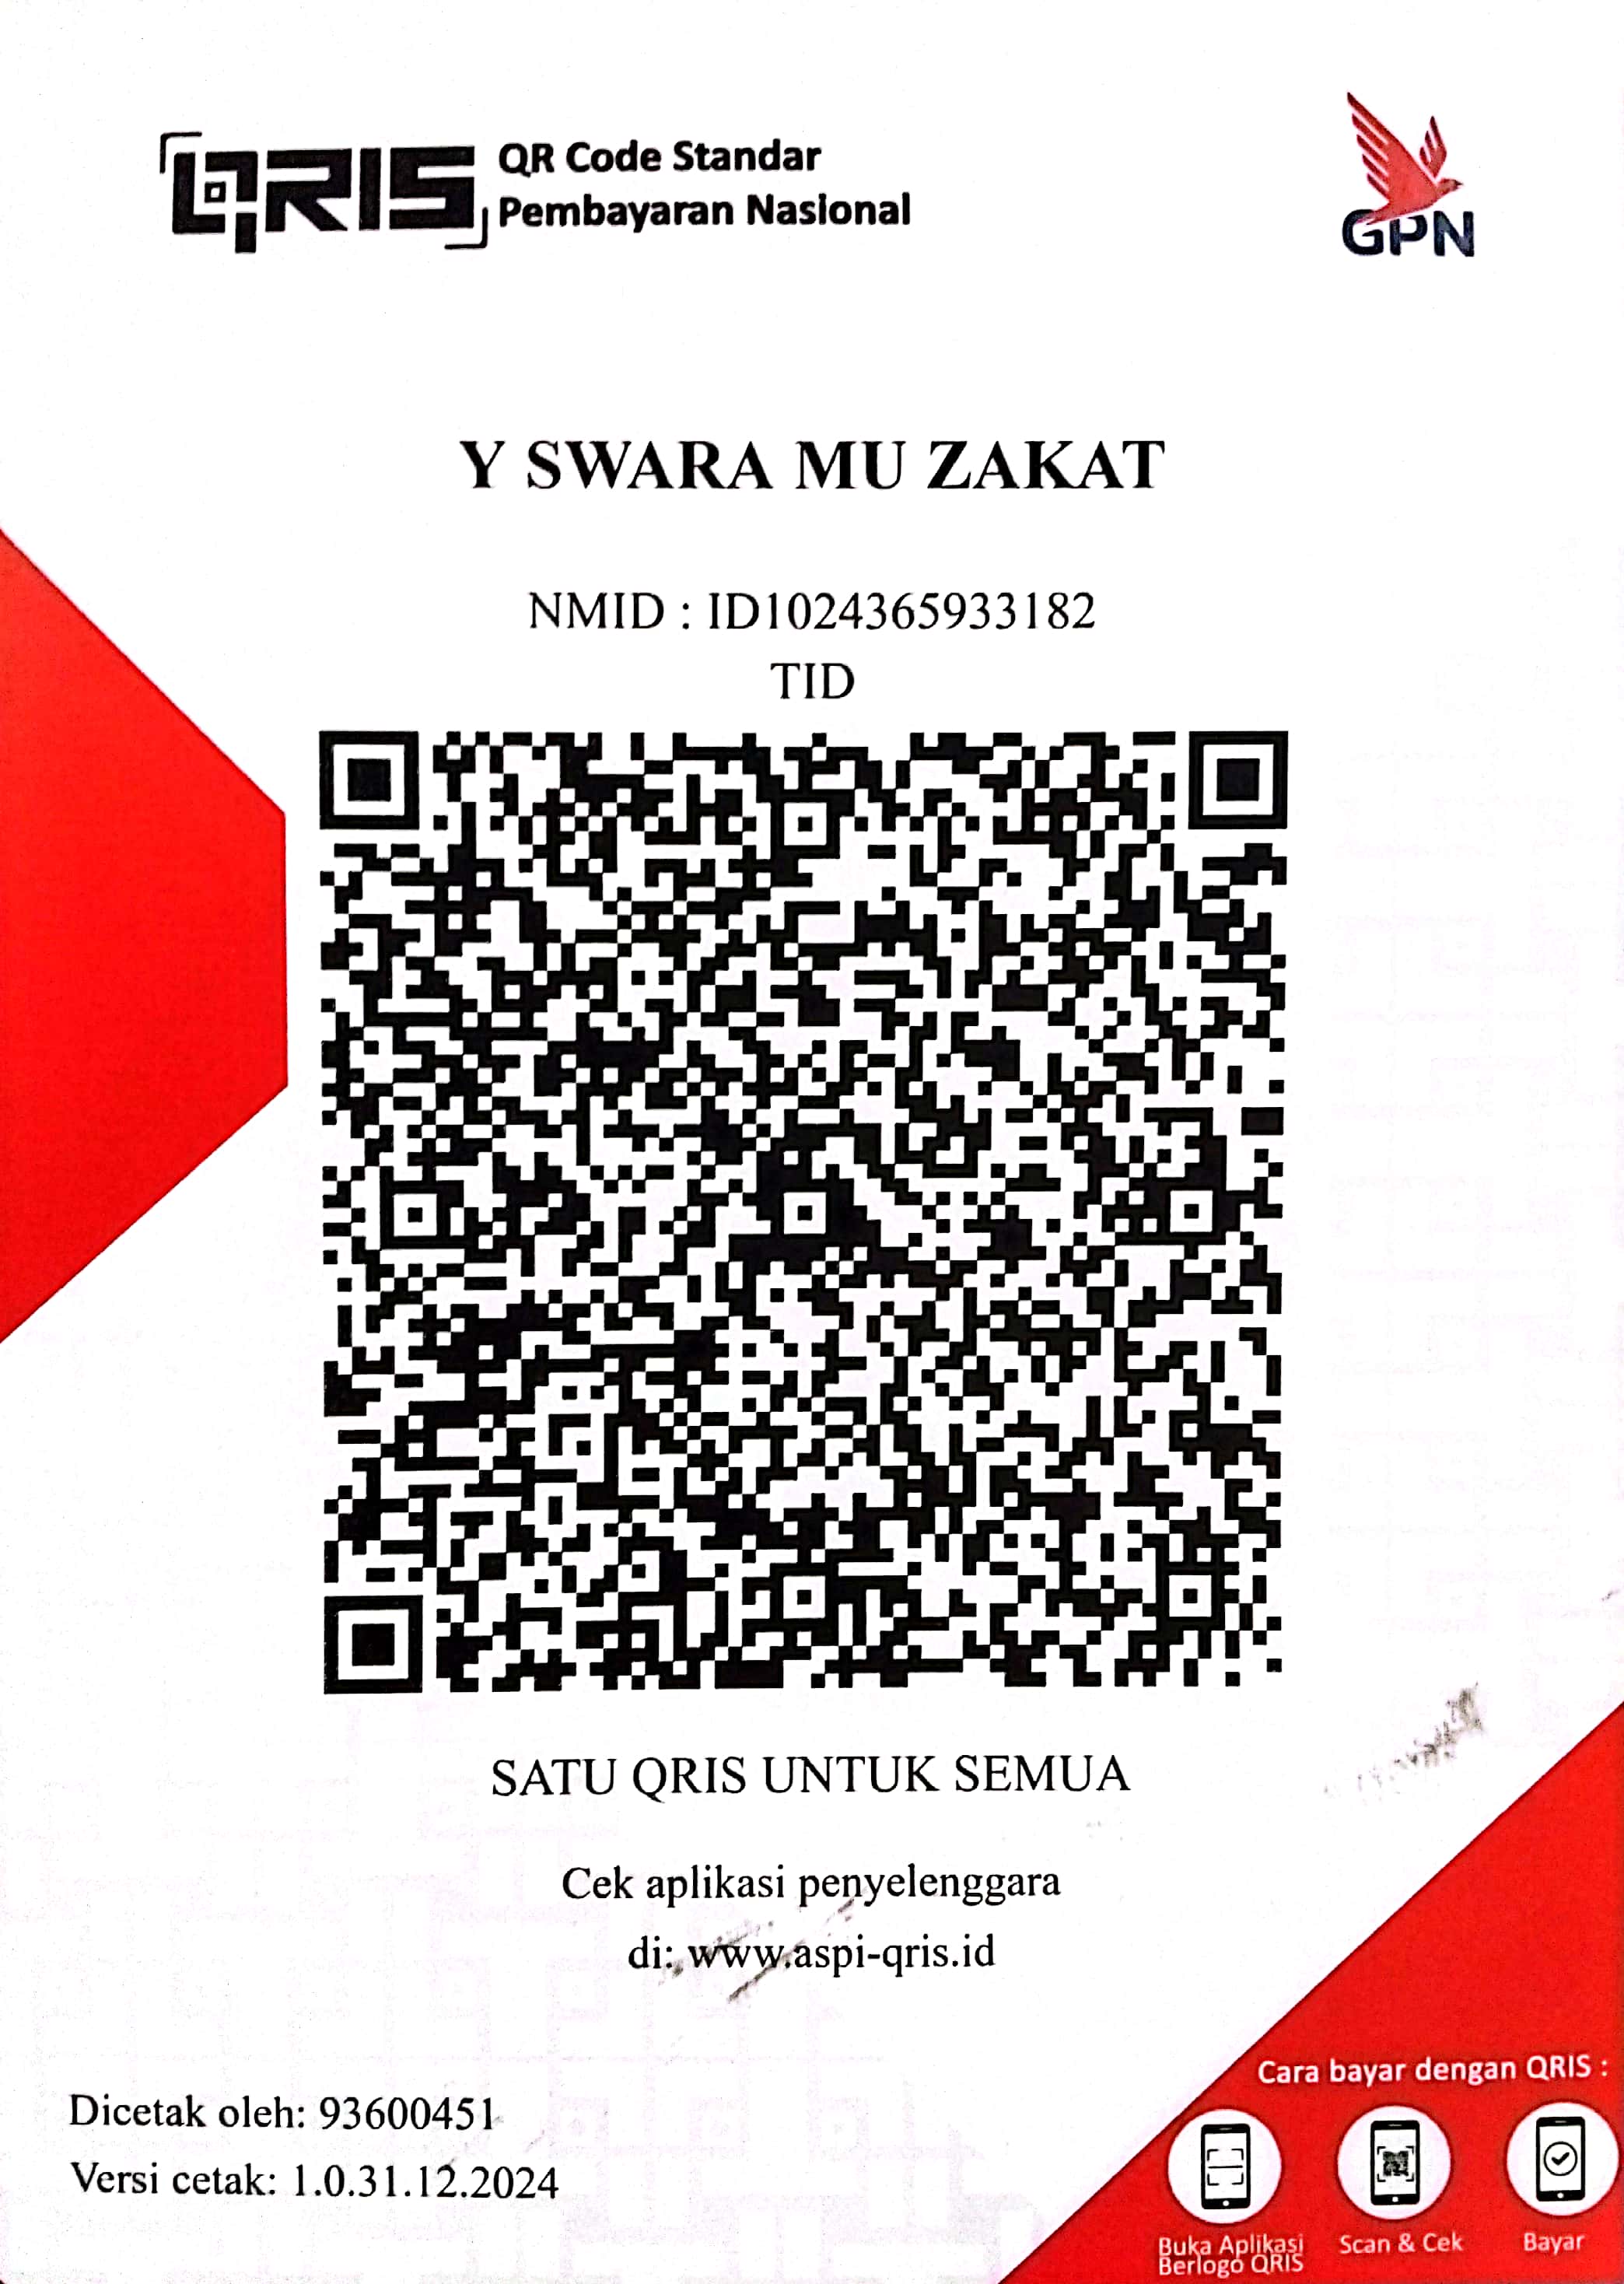 QRIS
QR Code Standar
Pembayaran Nasional
GPN
Y SWARA MU ZAKAT
NMID : ID1024365933182
TID
SATU QRIS UNTUK SEMUA
Cek aplikasi penyelenggara
di: www.aspi-qris.id
Dicetak oleh: 93600451
Versi cetak: 1.0.31.12.2024
Cara bayar dengan QRIS :
Buka Aplikasi
Berlogo QRIS
Scan & Cek
Bayar